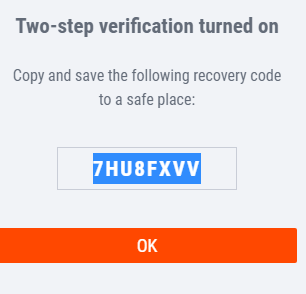 Two-step verification turned on
Copy and save the following recovery code
to a safe place:
7HU8FXVV
OK